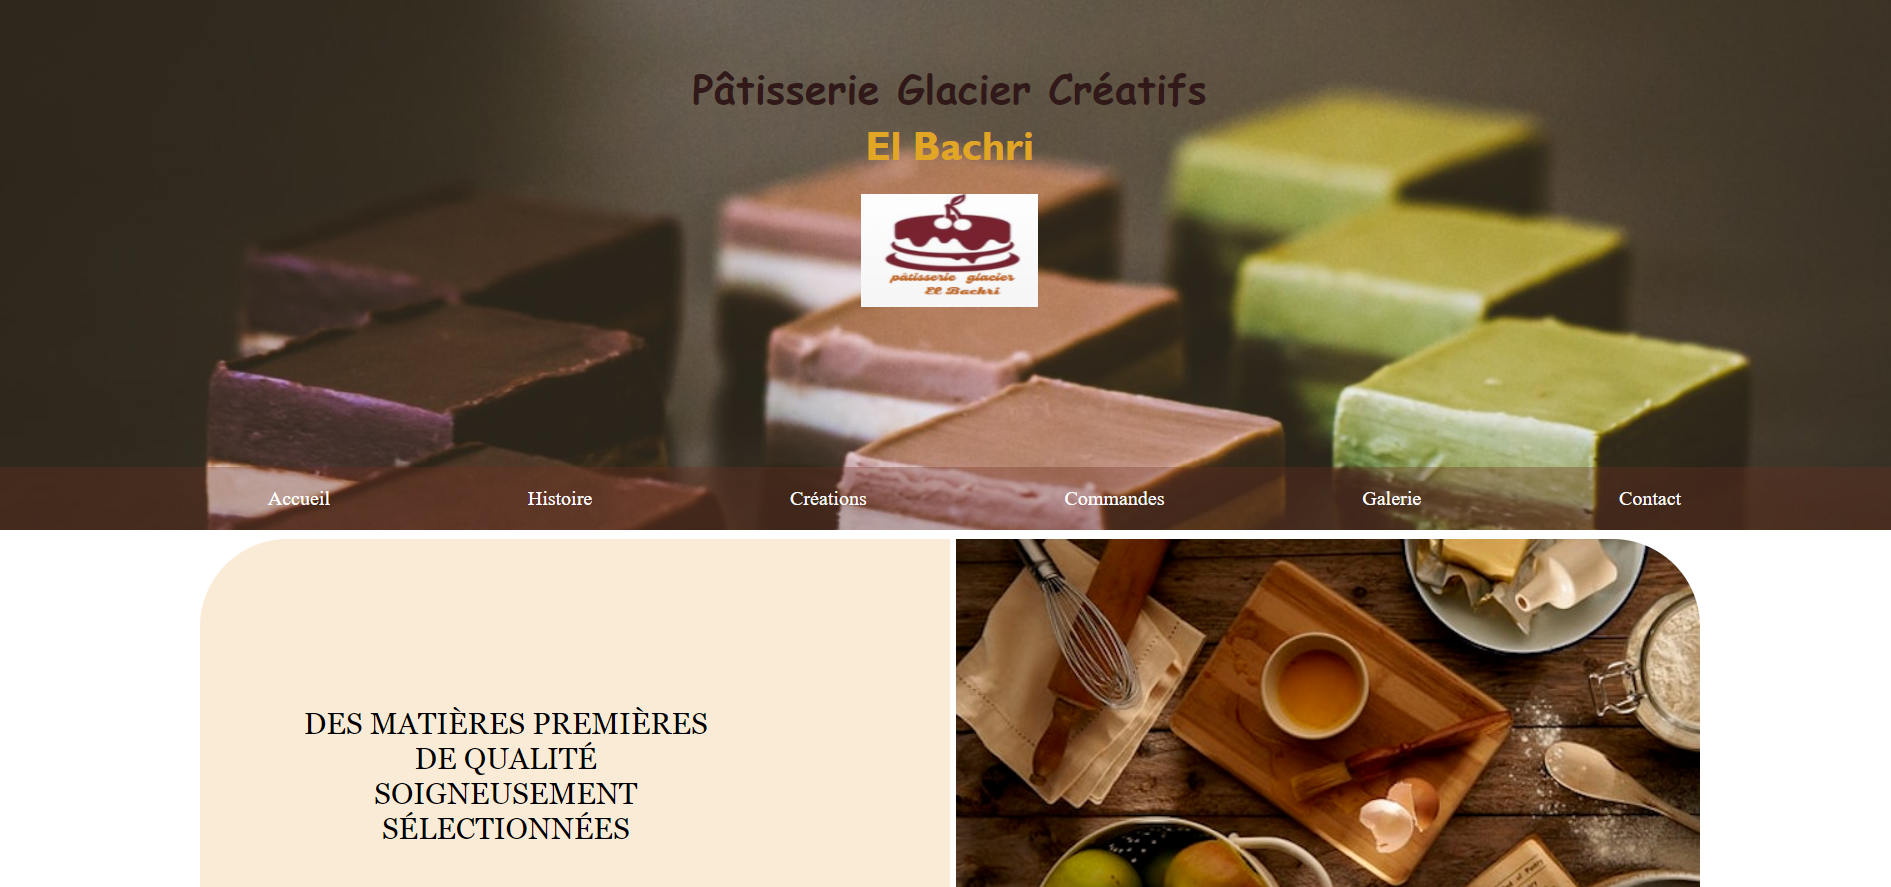 Pâtisserie Glacier Créatifs
El Bachri
pâtisserie glacier
El Bachri
Accueil Histoire Créations Commandes Galerie Contact
DES MATIÈRES PREMIÈRES
DE QUALITÉ
SOIGNEUSEMENT
SÉLECTIONNÉES